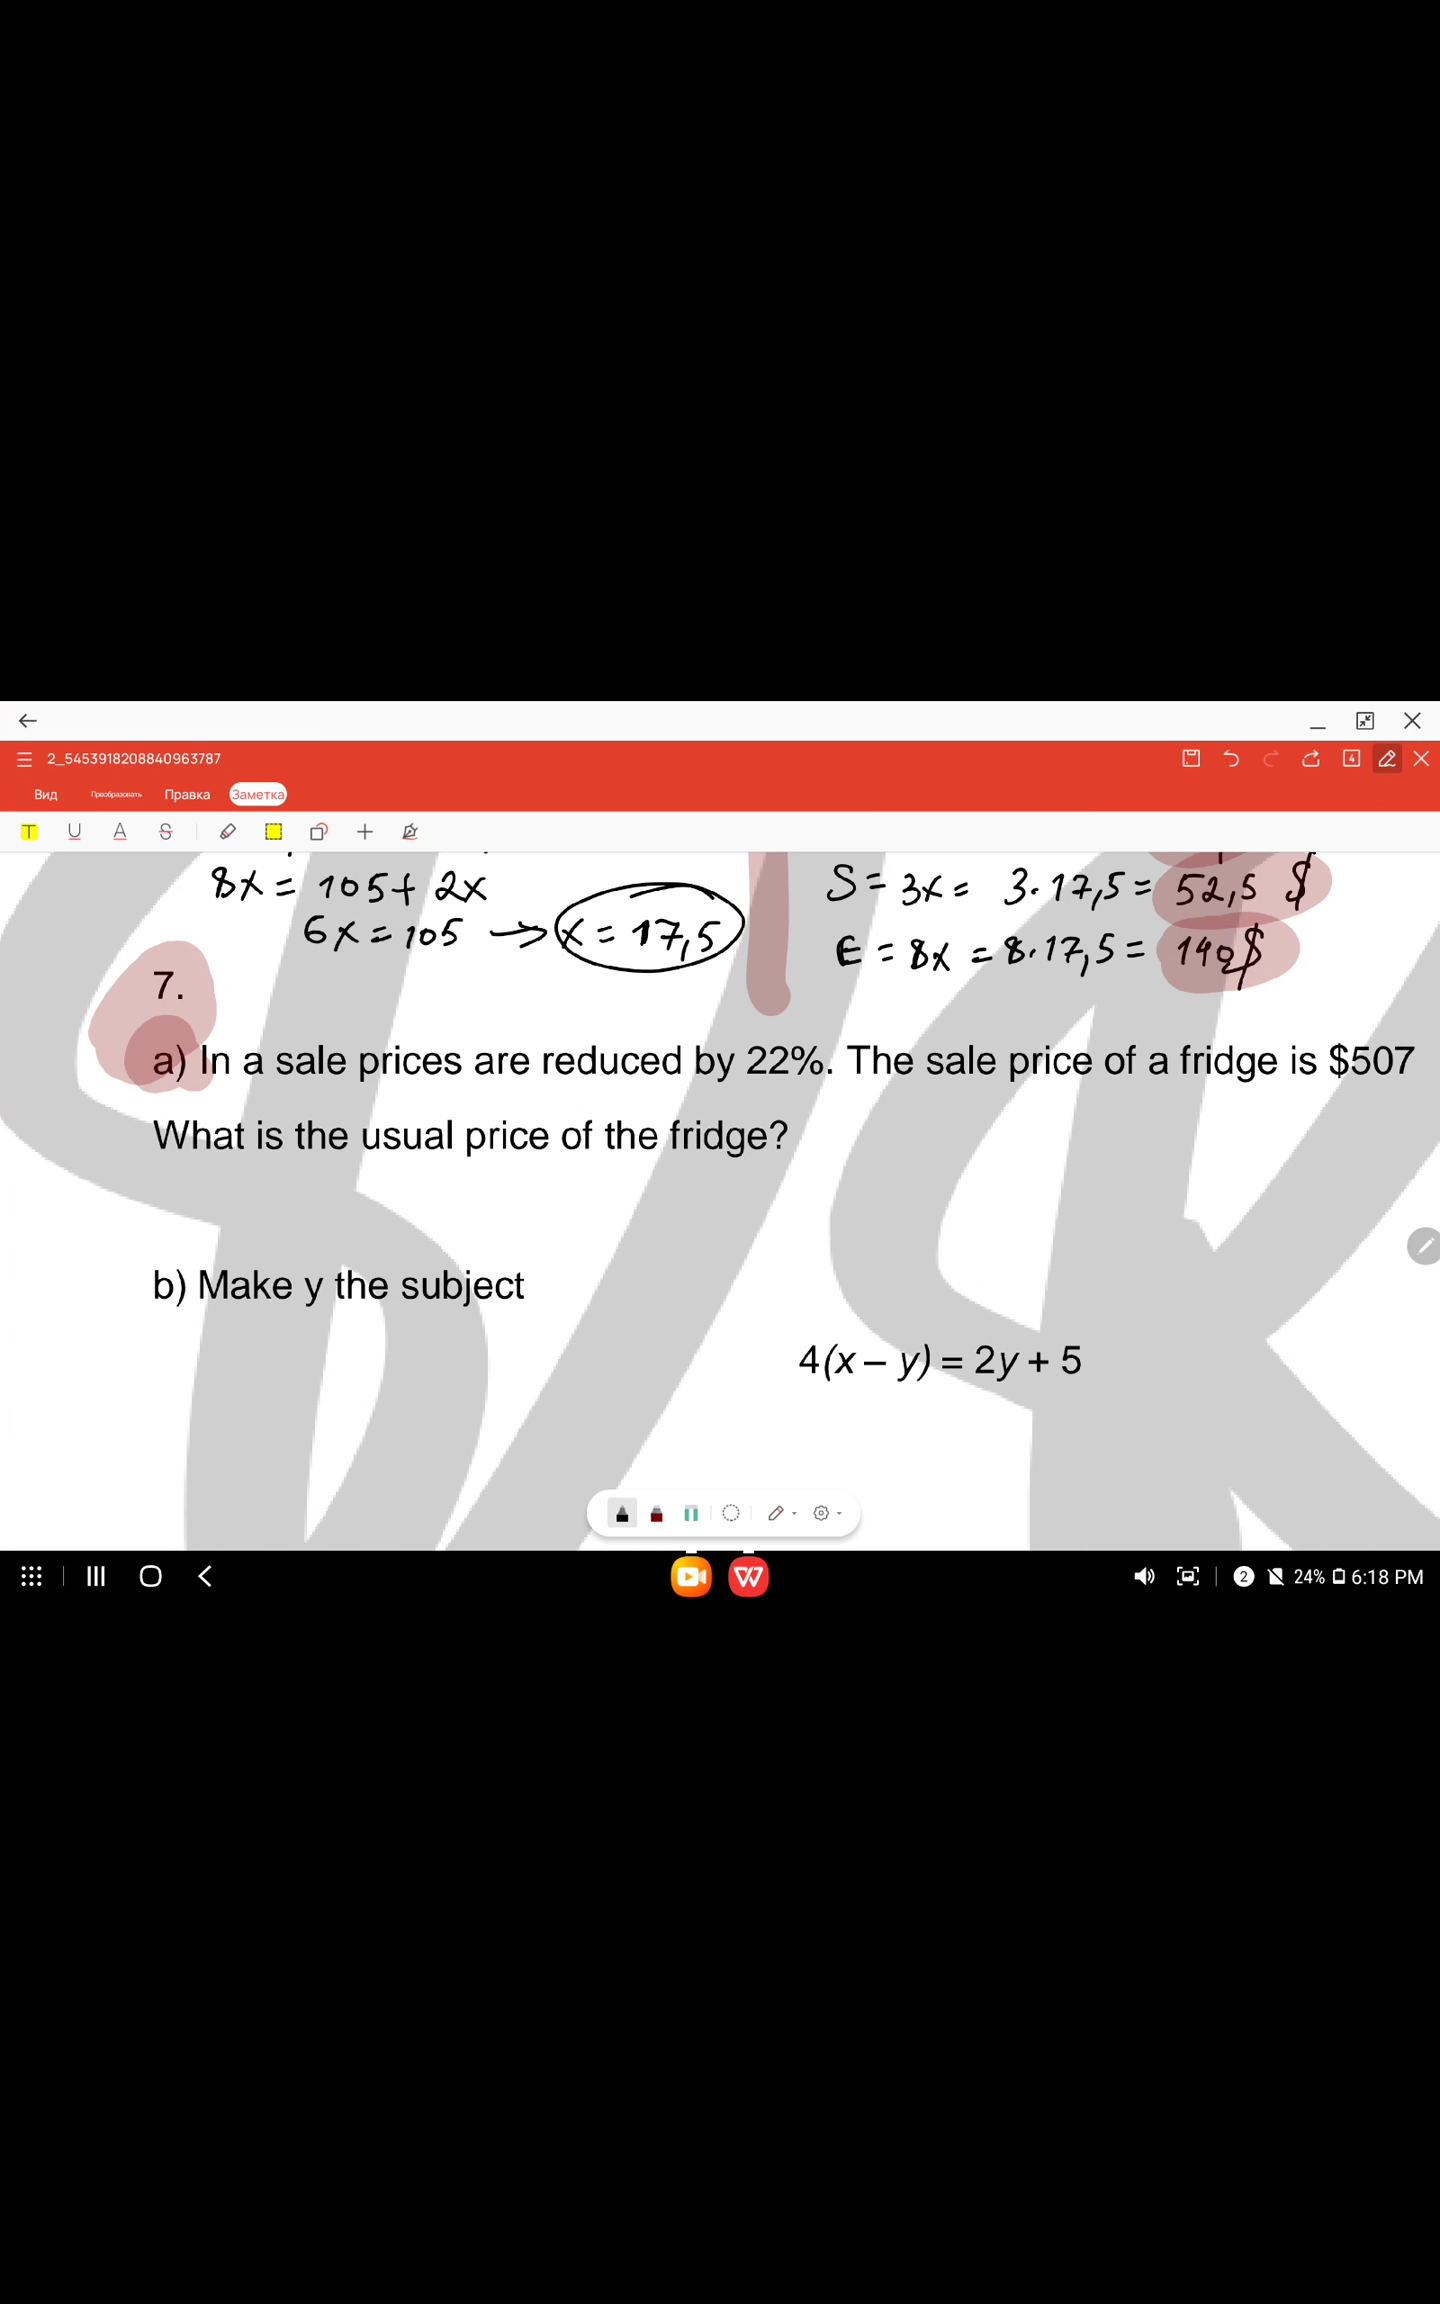 2_5453918208840963787
4
Вид Преобразовать Правка Заметка
T U A S
8x = 105 + 2x
6x = 105 → x = 17,5
S = 3x = 3·17,5 = 52,5 $
E = 8x = 8·17,5 = 140$
7.
a) In a sale prices are reduced by 22%. The sale price of a fridge is $507
What is the usual price of the fridge?
b) Make y the subject
4(x – y) = 2y + 5
2 24% 6:18 PM